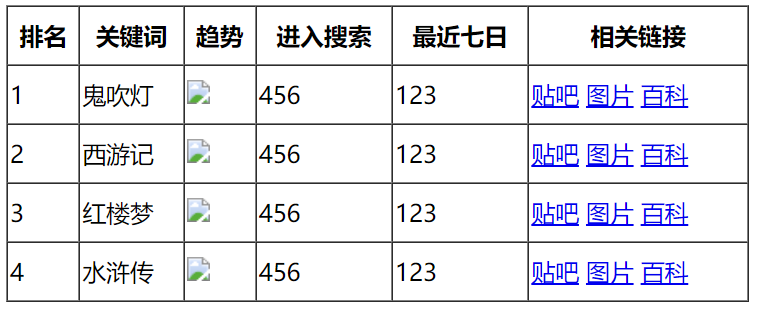 排名 关键词 趋势 进入搜索 最近七日 相关链接
1 鬼吹灯 456 123 贴吧 图片 百科
2 西游记 456 123 贴吧 图片 百科
3 红楼梦 456 123 贴吧 图片 百科
4 水浒传 456 123 贴吧 图片 百科